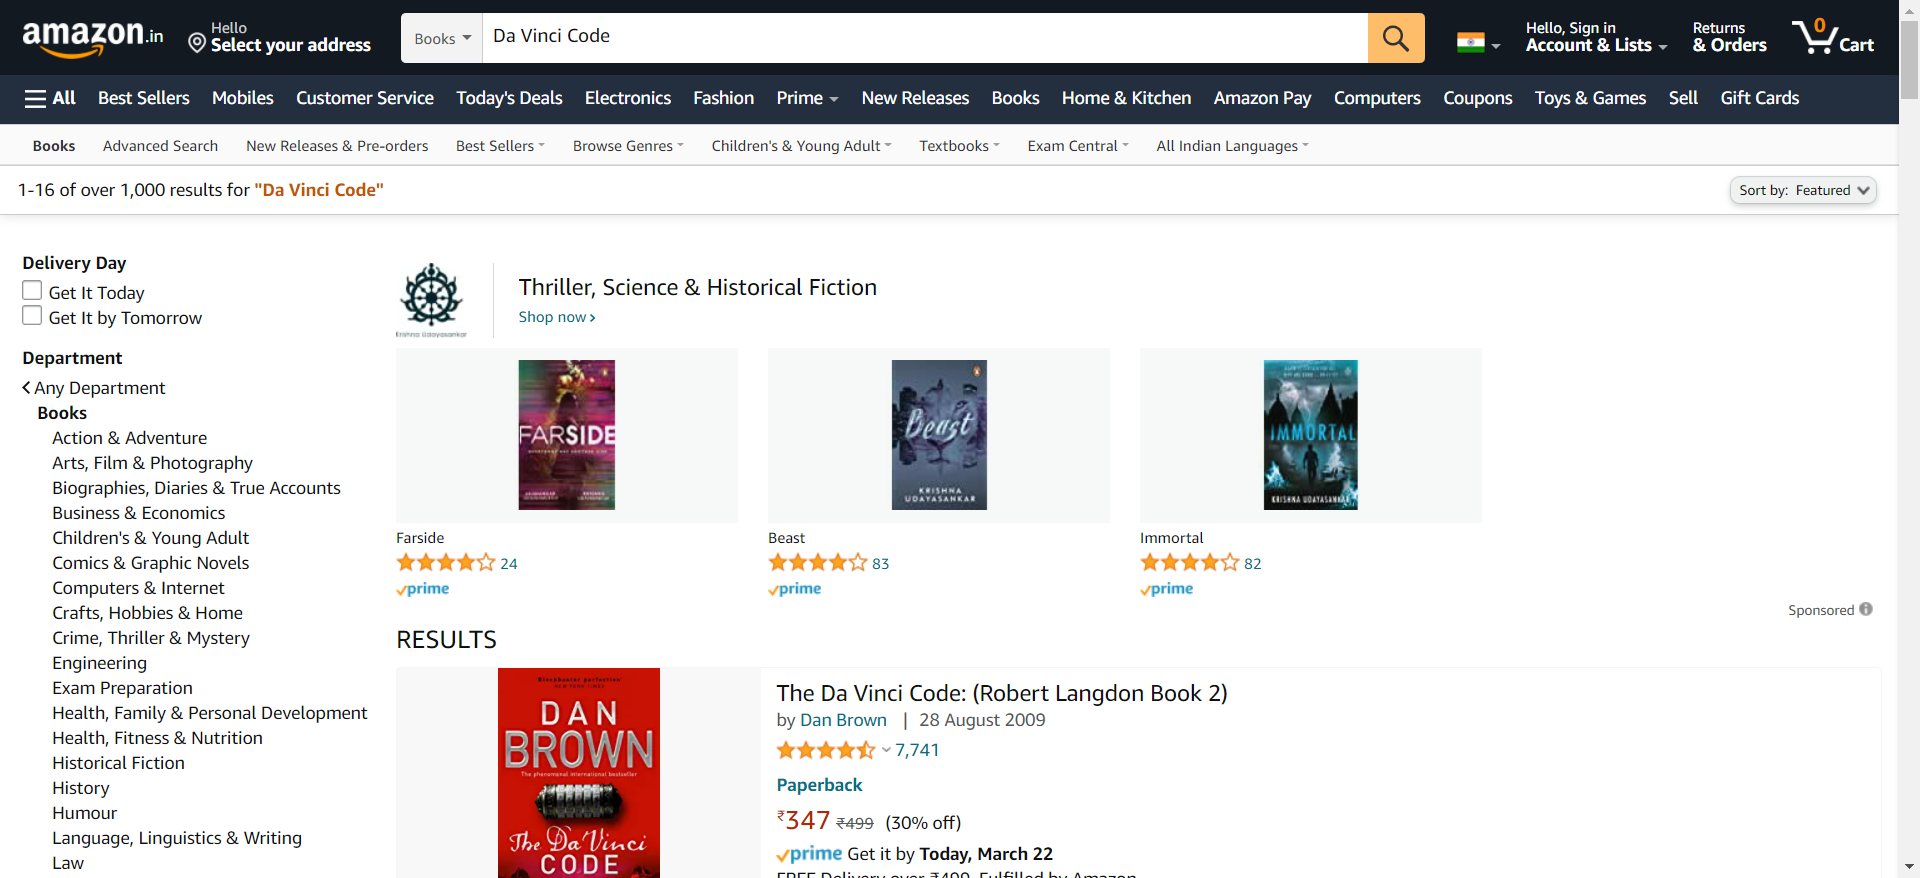 amazon.in
Hello
Select your address
Books
Da Vinci Code
Hello, Sign in
Account & Lists
Returns
& Orders
0
Cart
All Best Sellers Mobiles Customer Service Today's Deals Electronics Fashion Prime New Releases Books Home & Kitchen Amazon Pay Computers Coupons Toys & Games Sell Gift Cards
Books Advanced Search New Releases & Pre-orders Best Sellers Browse Genres Children's & Young Adult Textbooks Exam Central All Indian Languages
1-16 of over 1,000 results for "Da Vinci Code"
Sort by: Featured
Delivery Day
Get It Today
Get It by Tomorrow
Department
Any Department
Books
Action & Adventure
Arts, Film & Photography
Biographies, Diaries & True Accounts
Business & Economics
Children's & Young Adult
Comics & Graphic Novels
Computers & Internet
Crafts, Hobbies & Home
Crime, Thriller & Mystery
Engineering
Exam Preparation
Health, Family & Personal Development
Health, Fitness & Nutrition
Historical Fiction
History
Humour
Language, Linguistics & Writing
Law
Krishna Udayasankar
Thriller, Science & Historical Fiction
Shop now
FARSIDE
Beast
KRISHNA
UDAYASANKAR
IMMORTAL
KRISHNA UDAYASANKAR
Farside
24
prime
Beast
83
prime
Immortal
82
prime
Sponsored
RESULTS
'Blockbuster perfection'
NEW YORK TIMES
DAN
BROWN
The phenomenal international bestseller
The Da Vinci
CODE
The Da Vinci Code: (Robert Langdon Book 2)
by Dan Brown | 28 August 2009
7,741
Paperback
₹347 ₹499 (30% off)
prime Get it by Today, March 22
FREE Delivery over ₹499. Fulfilled by Amazon.